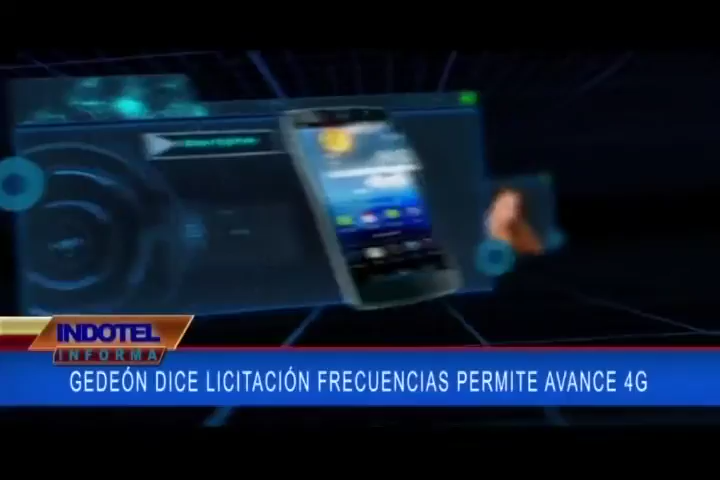 INDOTEL
INFORMA
GEDEÓN DICE LICITACIÓN FRECUENCIAS PERMITE AVANCE 4G